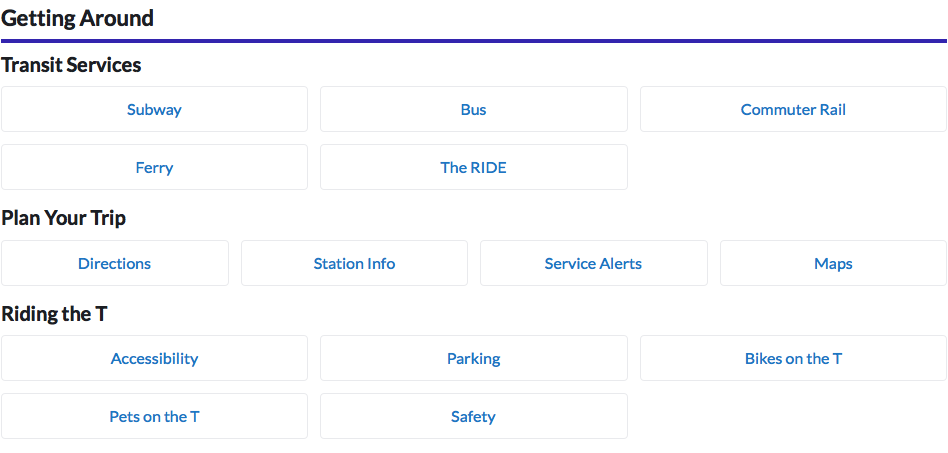 Getting Around
Transit Services
Subway
Bus
Commuter Rail
Ferry
The RIDE
Plan Your Trip
Directions
Station Info
Service Alerts
Maps
Riding the T
Accessibility
Parking
Bikes on the T
Pets on the T
Safety